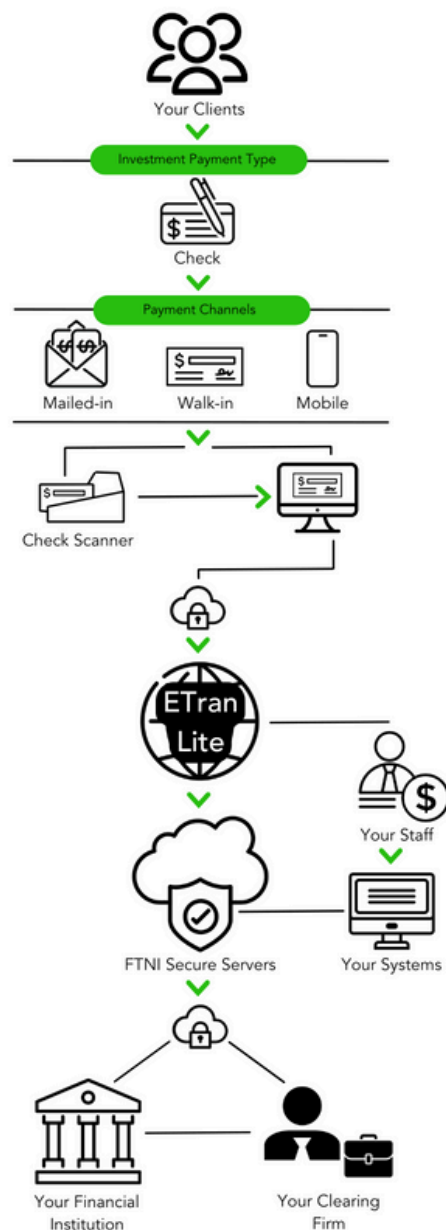 Your Clients
Investment Payment Type
$
Check
Payment Channels
$ $
$
Mailed-in
Walk-in
Mobile
$
$
Check Scanner
ETran
Lite
$
Your Staff
FTNI Secure Servers
Your Systems
Your Financial
Institution
Your Clearing
Firm